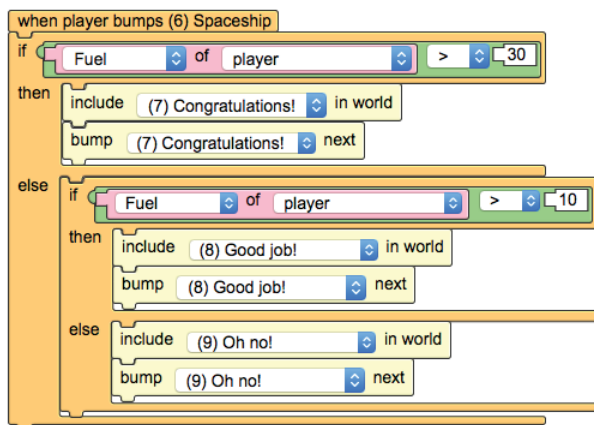 when player bumps (6) Spaceship
if Fuel of player > 30
then include (7) Congratulations! in world
bump (7) Congratulations! next
else if Fuel of player > 10
then include (8) Good job! in world
bump (8) Good job! next
else include (9) Oh no! in world
bump (9) Oh no! next